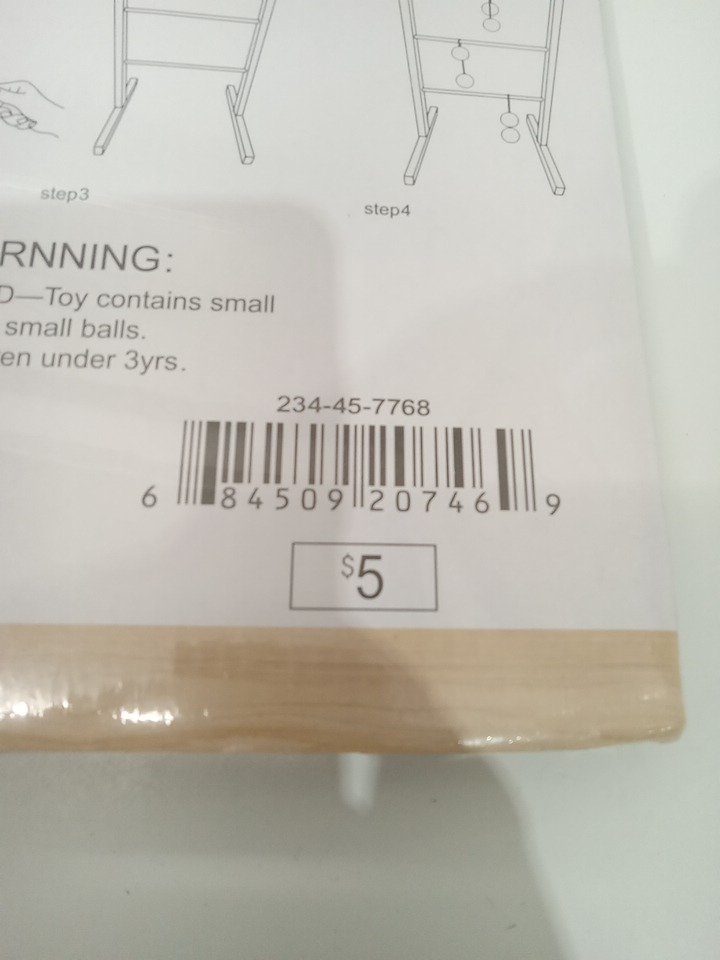 step3
step4
RNNING:
D—Toy contains small
small balls.
en under 3yrs.
234-45-7768
6 84509 20746 9
$5